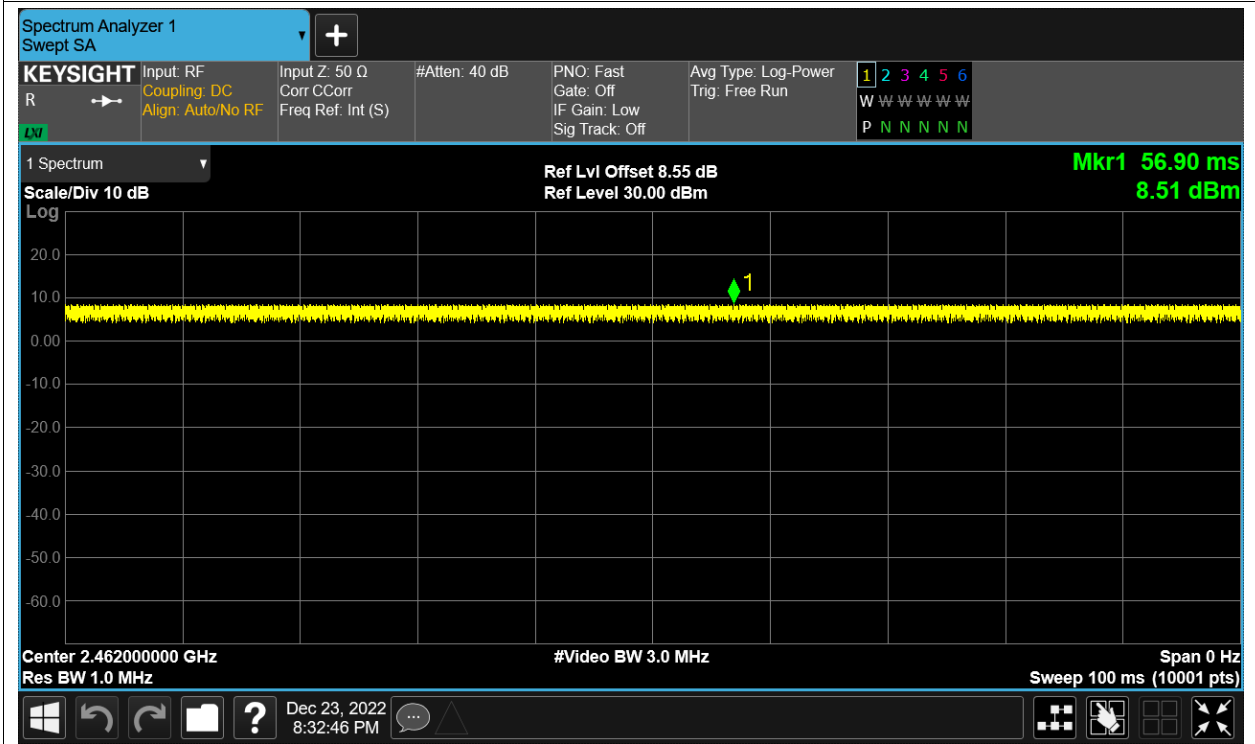 Spectrum Analyzer 1
Swept SA
+
KEYSIGHT
R
LXI
Input: RF
Coupling: DC
Align: Auto/No RF
Input Z: 50 Ω
Corr CCorr
Freq Ref: Int (S)
#Atten: 40 dB
PNO: Fast
Gate: Off
IF Gain: Low
Sig Track: Off
Avg Type: Log-Power
Trig: Free Run
1 2 3 4 5 6
W W W W W W
P N N N N N
1 Spectrum
Scale/Div 10 dB
Log
Ref Lvl Offset 8.55 dB
Ref Level 30.00 dBm
Mkr1 56.90 ms
8.51 dBm
20.0
10.0
0.00
-10.0
-20.0
-30.0
-40.0
-50.0
-60.0
1
Center 2.462000000 GHz
Res BW 1.0 MHz
#Video BW 3.0 MHz
Span 0 Hz
Sweep 100 ms (10001 pts)
?
Dec 23, 2022
8:32:46 PM